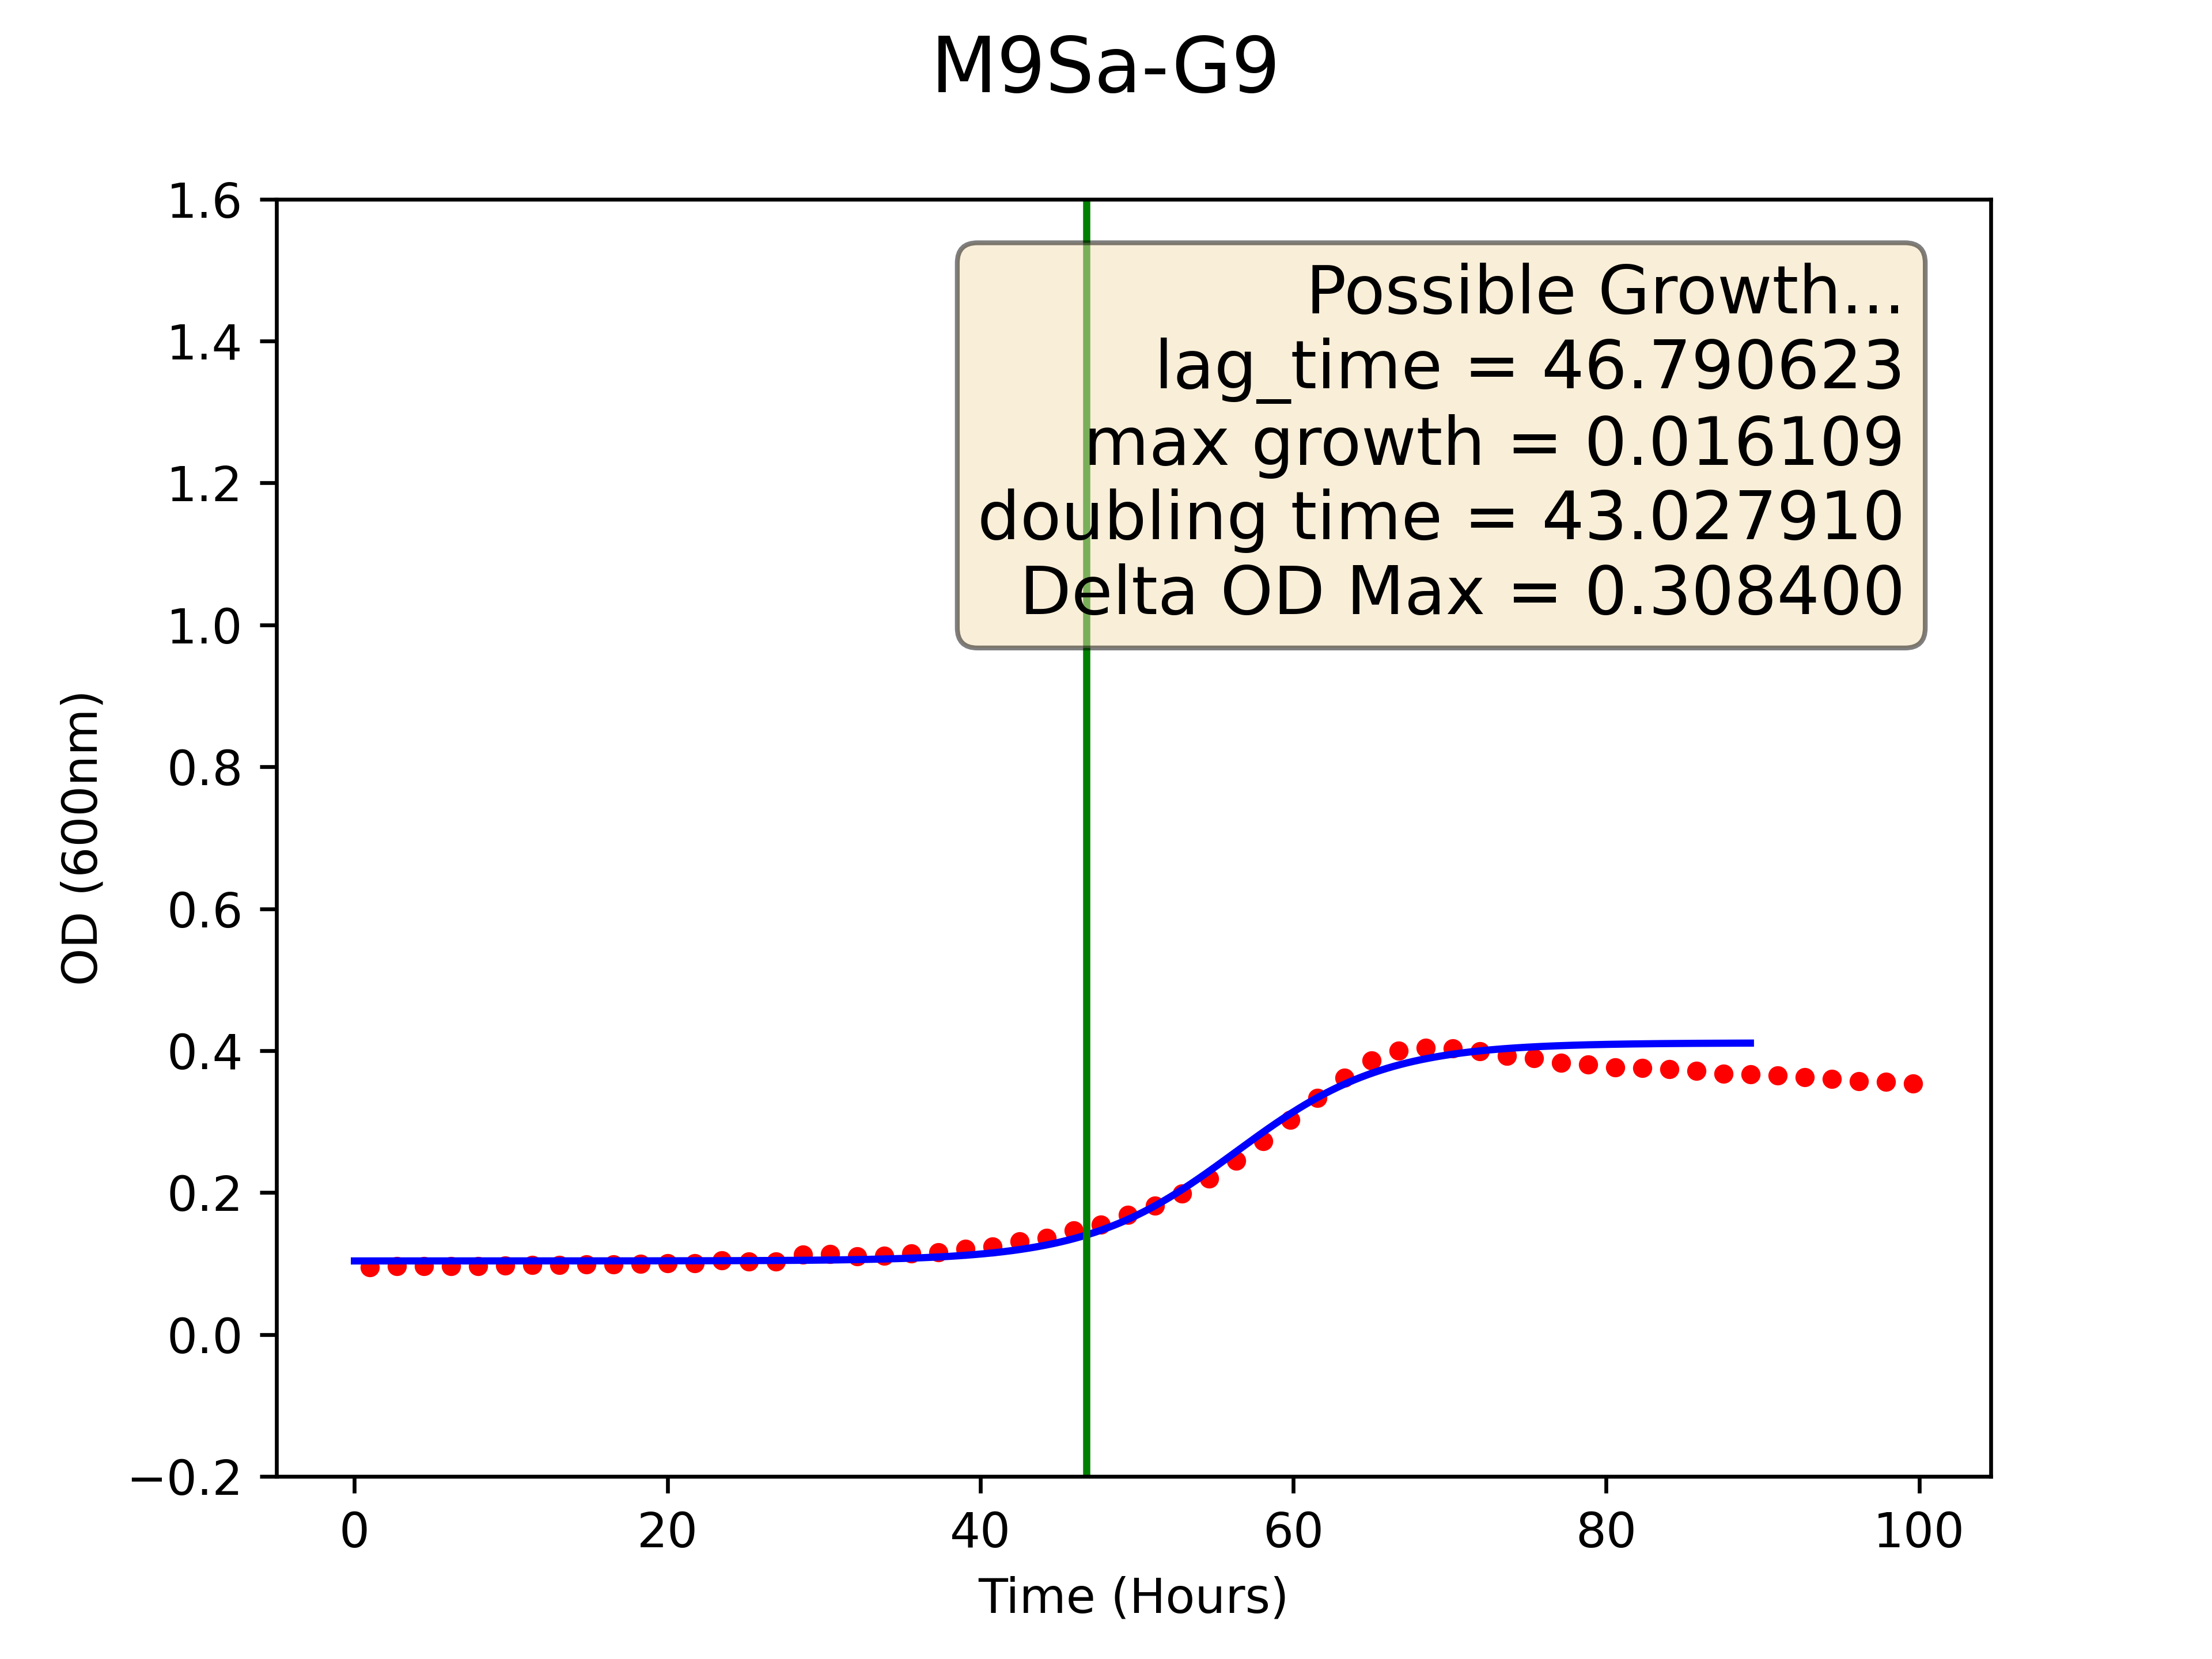 M9Sa-G9
Possible Growth...
lag_time = 46.790623
max growth = 0.016109
doubling time = 43.027910
Delta OD Max = 0.308400
1.6
1.4
1.2
1.0
0.8
0.6
0.4
0.2
0.0
−0.2
OD (600nm)
0 20 40 60 80 100
Time (Hours)